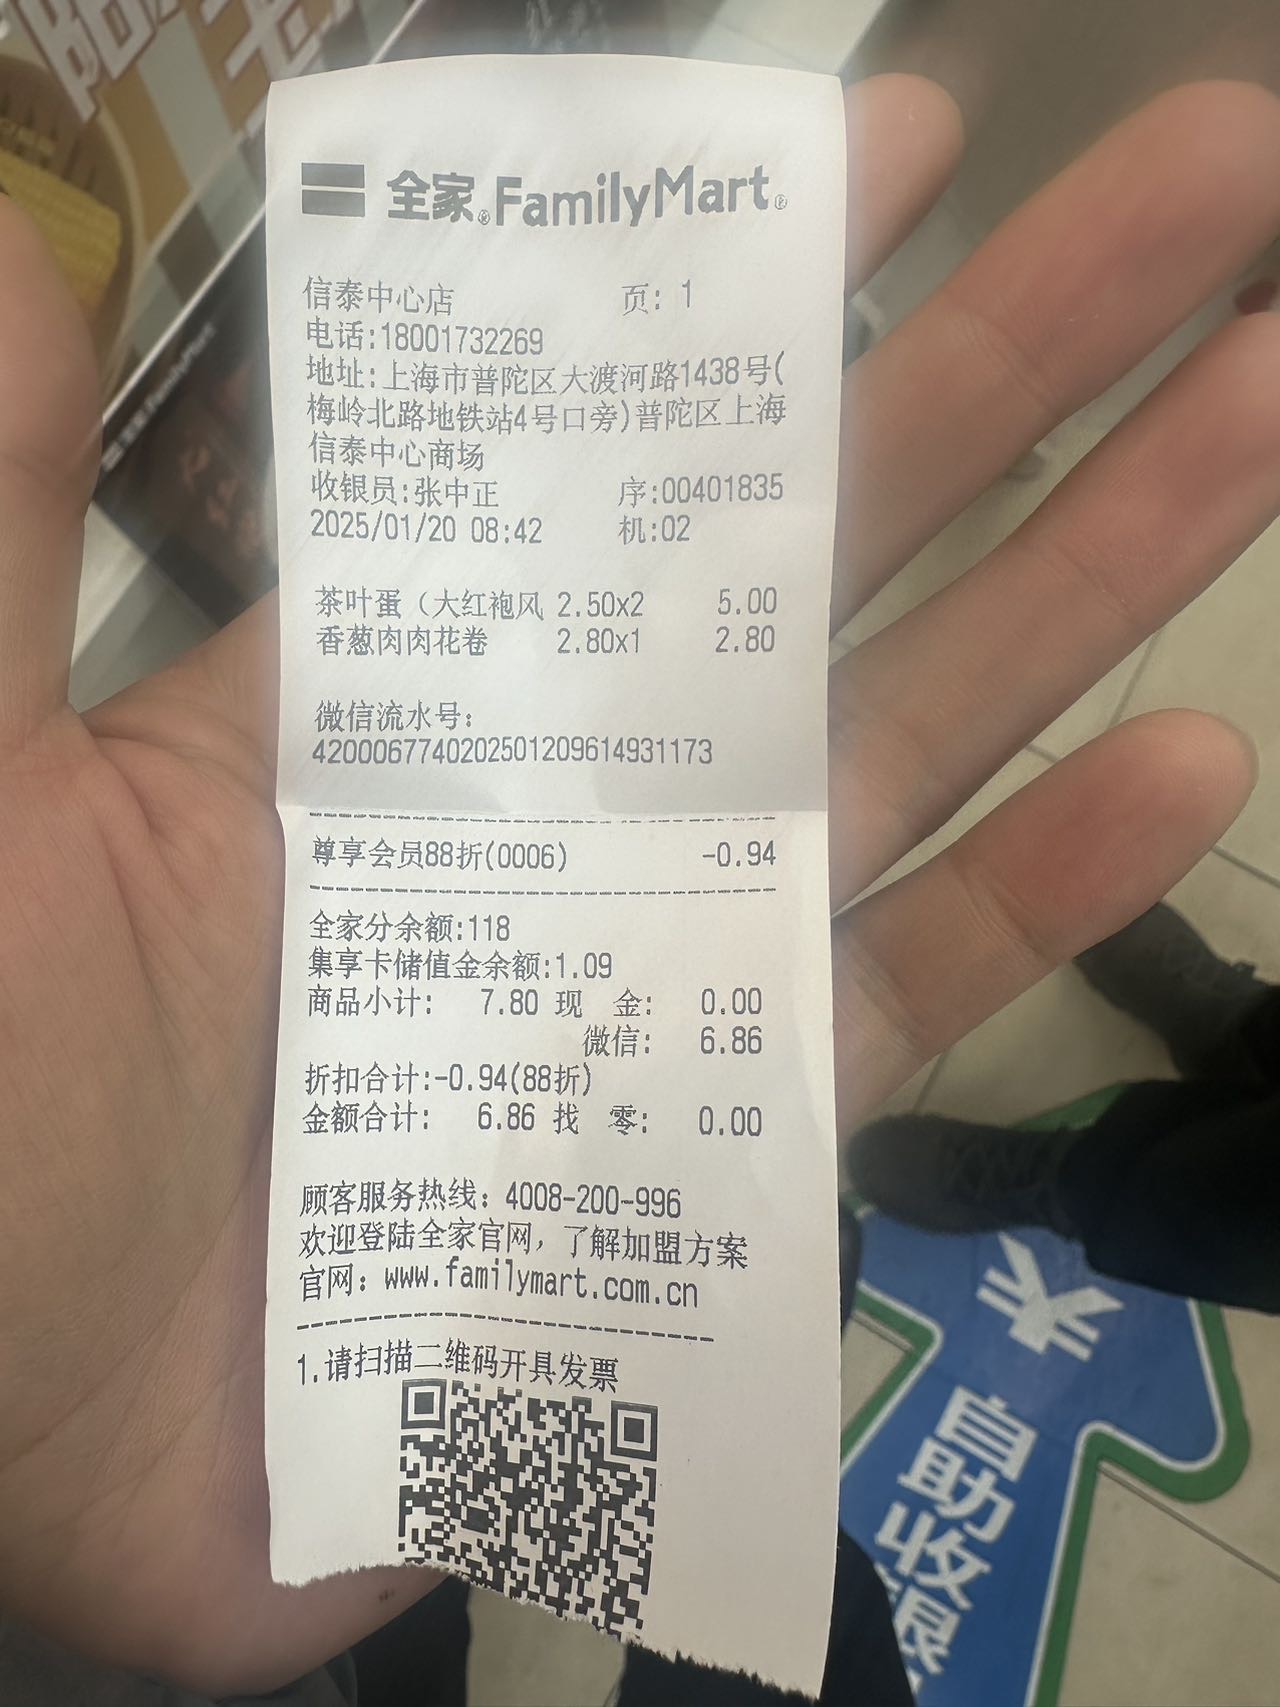 全家®FamilyMart®
信泰中心店 页: 1
电话:18001732269
地址:上海市普陀区大渡河路1438号(
梅岭北路地铁站4号口旁)普陀区上海
信泰中心商场
收银员:张中正 序:00401835
2025/01/20 08:42 机:02
茶叶蛋（大红袍风 2.50x2 5.00
香葱肉肉花卷 2.80x1 2.80
微信流水号:
4200067740202501209614931173
尊享会员88折(0006) -0.94
全家分余额:118
集享卡储值金余额:1.09
商品小计: 7.80 现 金: 0.00
微信: 6.86
折扣合计:-0.94(88折)
金额合计: 6.86 找 零: 0.00
顾客服务热线: 4008-200-996
欢迎登陆全家官网，了解加盟方案
官网: www.familymart.com.cn
1.请扫描二维码开具发票
自助收银